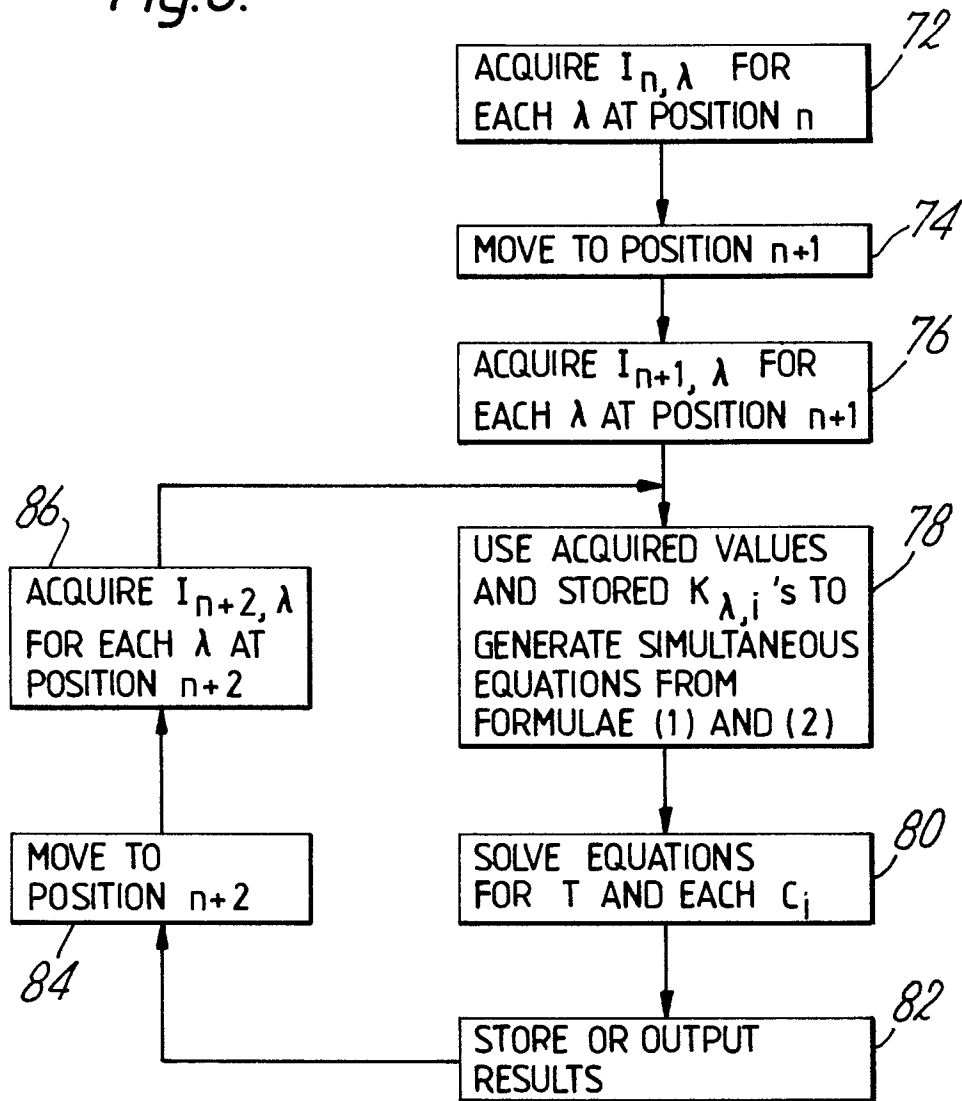 Fig.
72
ACQUIRE I n, λ FOR
EACH λ AT POSITION n
74
MOVE TO POSITION n+1
76
ACQUIRE I n+1, λ FOR
EACH λ AT POSITION n+1
78
USE ACQUIRED VALUES
AND STORED K λ,i 's TO
GENERATE SIMULTANEOUS
EQUATIONS FROM
FORMULAE (1) AND (2)
80
SOLVE EQUATIONS
FOR T AND EACH C i
82
STORE OR OUTPUT
RESULTS
84
MOVE TO
POSITION n+2
86
ACQUIRE I n+2, λ
FOR EACH λ AT
POSITION n+2